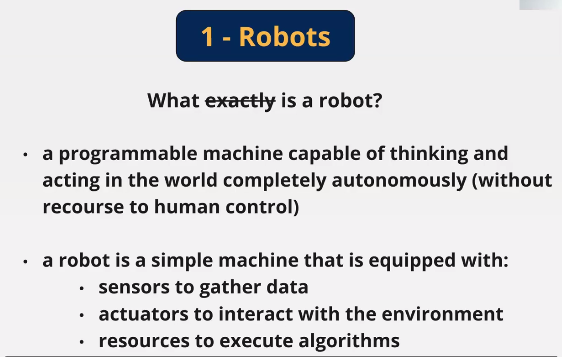 1 - Robots
What exactly is a robot?
· a programmable machine capable of thinking and
acting in the world completely autonomously (without
recourse to human control)
· a robot is a simple machine that is equipped with:
· sensors to gather data
· actuators to interact with the environment
· resources to execute algorithms